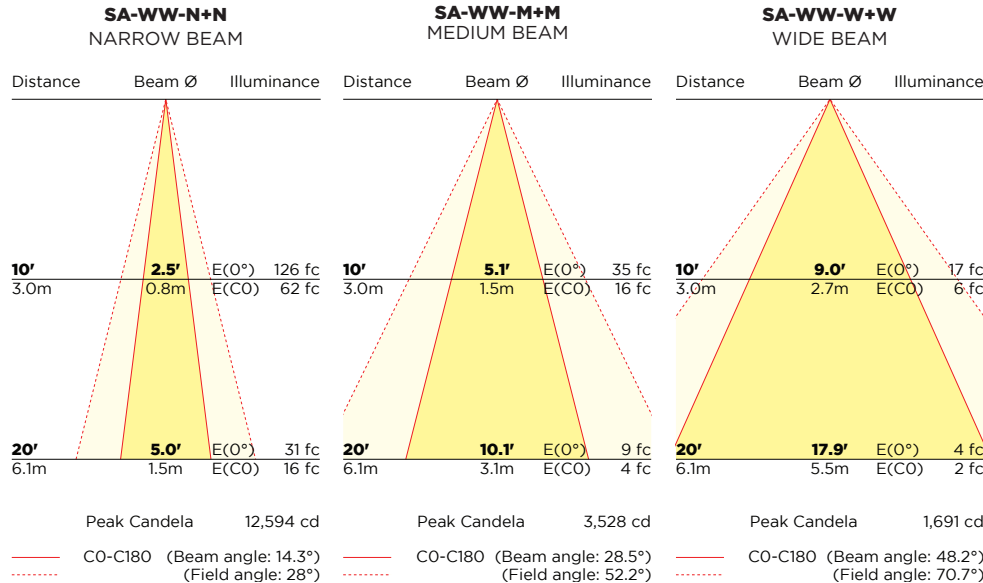 SA-WW-N+N
NARROW BEAM
Distance Beam Ø Illuminance
10' 2.5' E(0°) 126 fc
3.0m 0.8m E(C0) 62 fc
20' 5.0' E(0°) 31 fc
6.1m 1.5m E(C0) 16 fc
Peak Candela 12,594 cd
C0-C180 (Beam angle: 14.3°)
(Field angle: 28°)
SA-WW-M+M
MEDIUM BEAM
Distance Beam Ø Illuminance
10' 5.1' E(0°) 35 fc
3.0m 1.5m E(C0) 16 fc
20' 10.1' E(0°) 9 fc
6.1m 3.1m E(C0) 4 fc
Peak Candela 3,528 cd
C0-C180 (Beam angle: 28.5°)
(Field angle: 52.2°)
SA-WW-W+W
WIDE BEAM
Distance Beam Ø Illuminance
10' 9.0' E(0°) 17 fc
3.0m 2.7m E(C0) 6 fc
20' 17.9' E(0°) 4 fc
6.1m 5.5m E(C0) 2 fc
Peak Candela 1,691 cd
C0-C180 (Beam angle: 48.2°)
(Field angle: 70.7°)